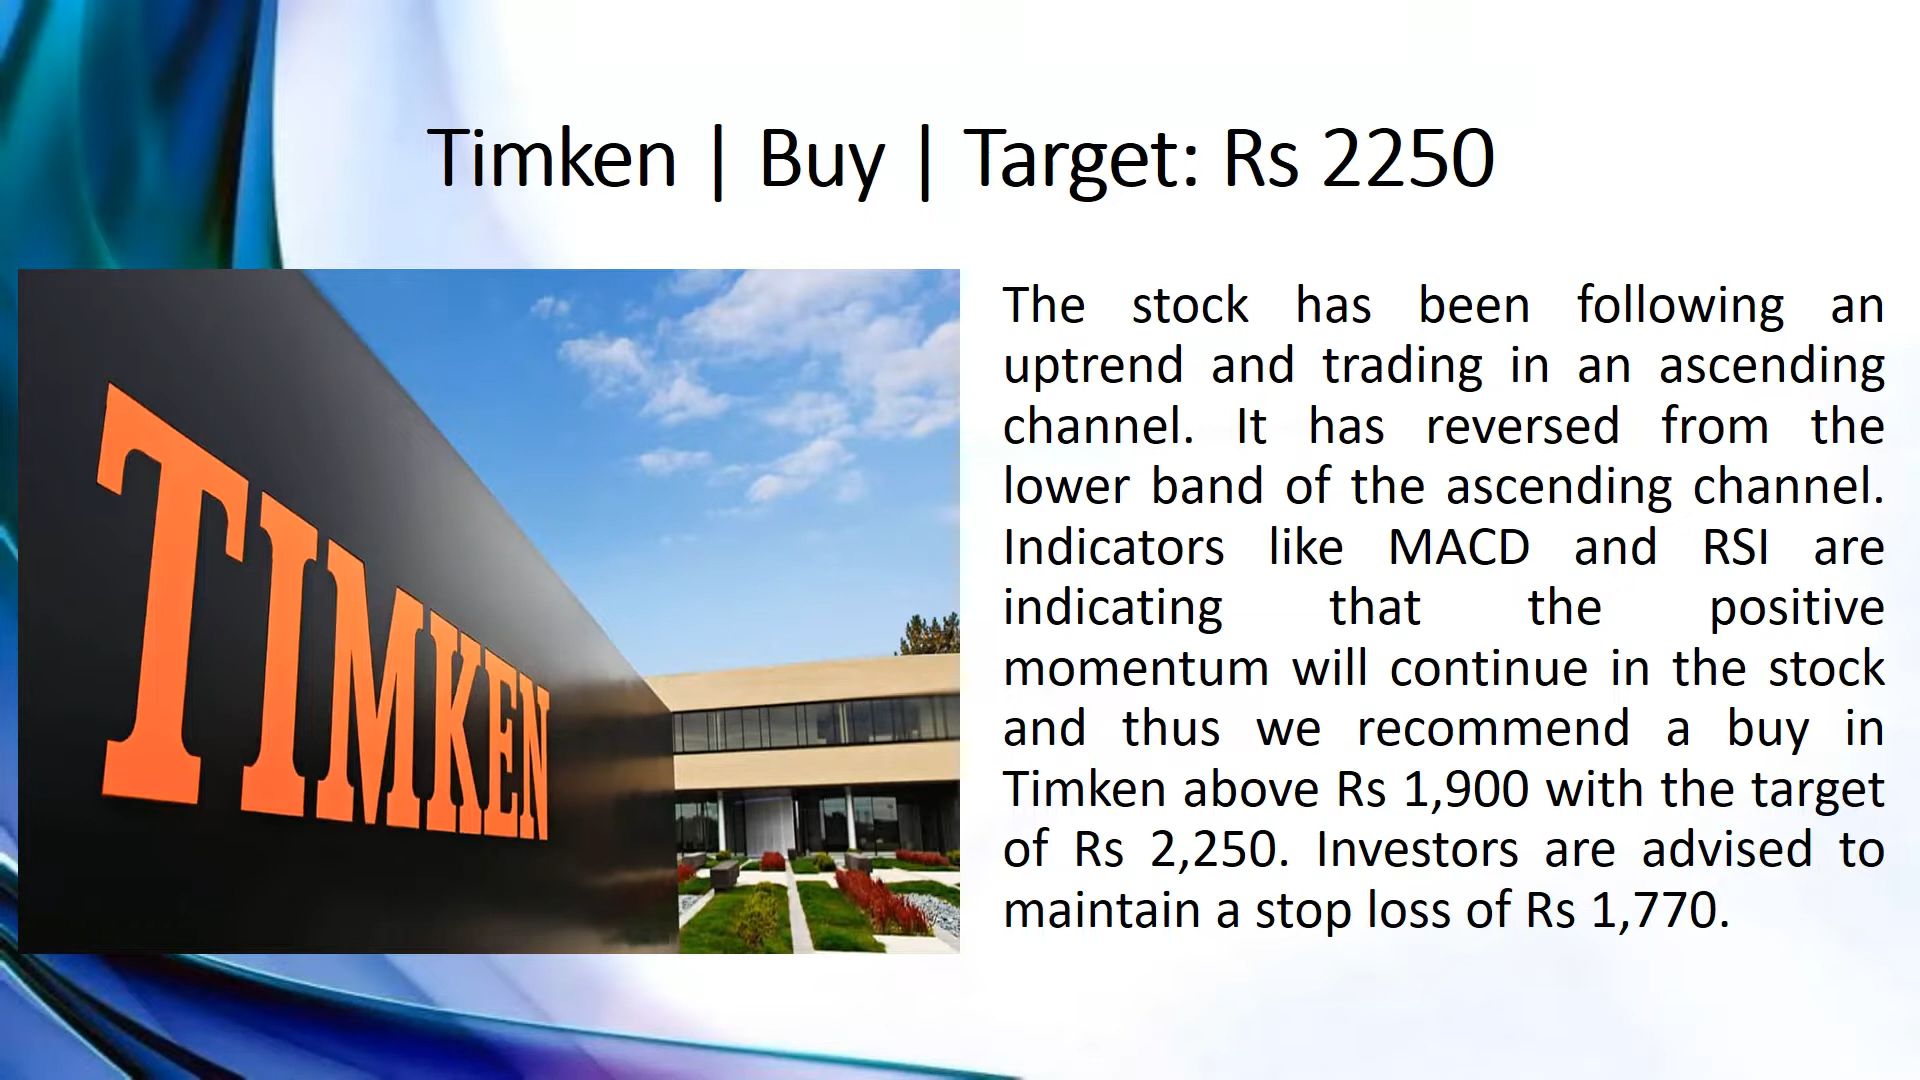 Timken | Buy | Target: Rs 2250
TIMKEN
The stock has been following an
uptrend and trading in an ascending
channel. It has reversed from the
lower band of the ascending channel.
Indicators like MACD and RSI are
indicating that the positive
momentum will continue in the stock
and thus we recommend a buy in
Timken above Rs 1,900 with the target
of Rs 2,250. Investors are advised to
maintain a stop loss of Rs 1,770.